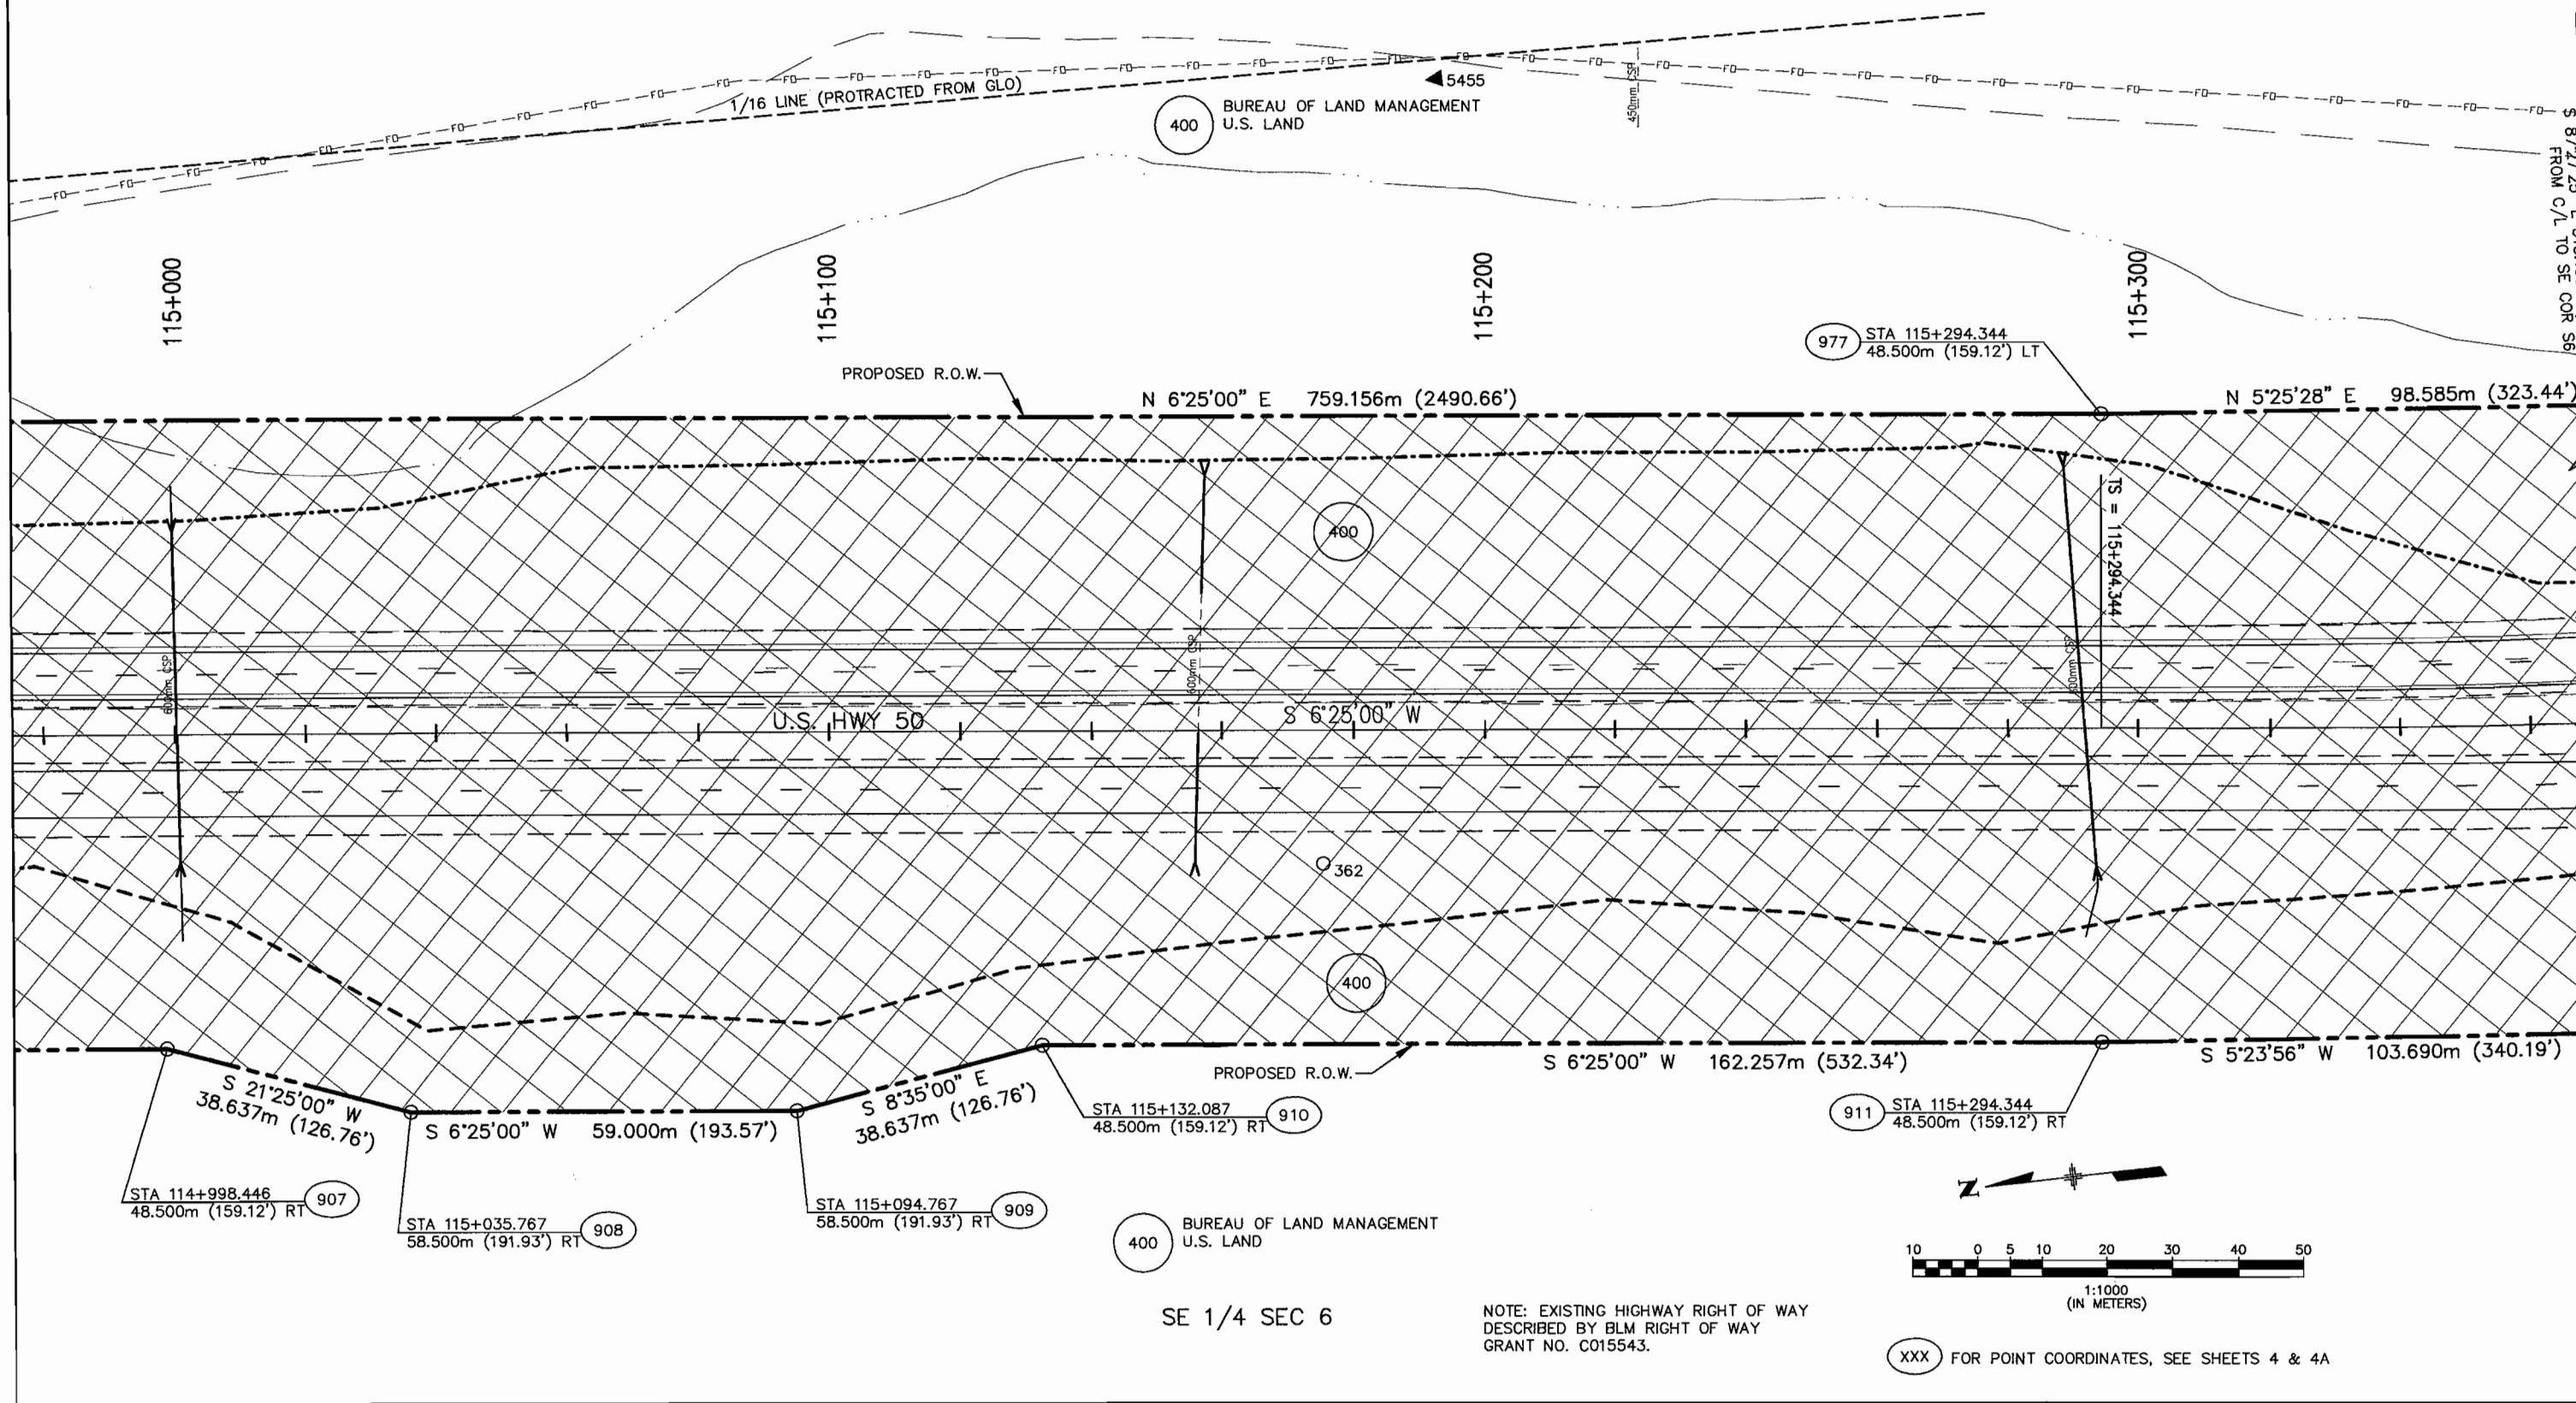 1/16 LINE (PROTRACTED FROM GLO)
5455
400
BUREAU OF LAND MANAGEMENT
U.S. LAND
450mm CSP
FROM C/L TO SE COR S6
115+000
115+100
115+200
115+300
977
STA 115+294.344
48.500m (159.12') LT
PROPOSED R.O.W.
N 6°25'00" E 759.156m (2490.66')
N 5°25'28" E 98.585m (323.44')
400
TS = 115+294.344
600mm CSP
600mm CSP
U.S. HWY 50
S 6°25'00" W
362
400
PROPOSED R.O.W.
S 6°25'00" W 162.257m (532.34')
S 5°23'56" W 103.690m (340.19')
S 21°25'00" W
38.637m (126.76')
S 6°25'00" W 59.000m (193.57')
S 8°35'00" E
38.637m (126.76')
STA 115+132.087
48.500m (159.12') RT
910
911
STA 115+294.344
48.500m (159.12') RT
STA 114+998.446
48.500m (159.12') RT
907
STA 115+035.767
58.500m (191.93') RT
908
STA 115+094.767
58.500m (191.93') RT
909
400
BUREAU OF LAND MANAGEMENT
U.S. LAND
N
10 0 5 10 20 30 40 50
1:1000
(IN METERS)
SE 1/4 SEC 6
NOTE: EXISTING HIGHWAY RIGHT OF WAY
DESCRIBED BY BLM RIGHT OF WAY
GRANT NO. C015543.
XXX FOR POINT COORDINATES, SEE SHEETS 4 & 4A